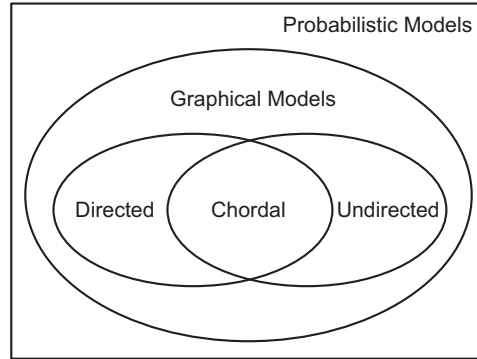 Probabilistic Models
Graphical Models
Directed Chordal Undirected